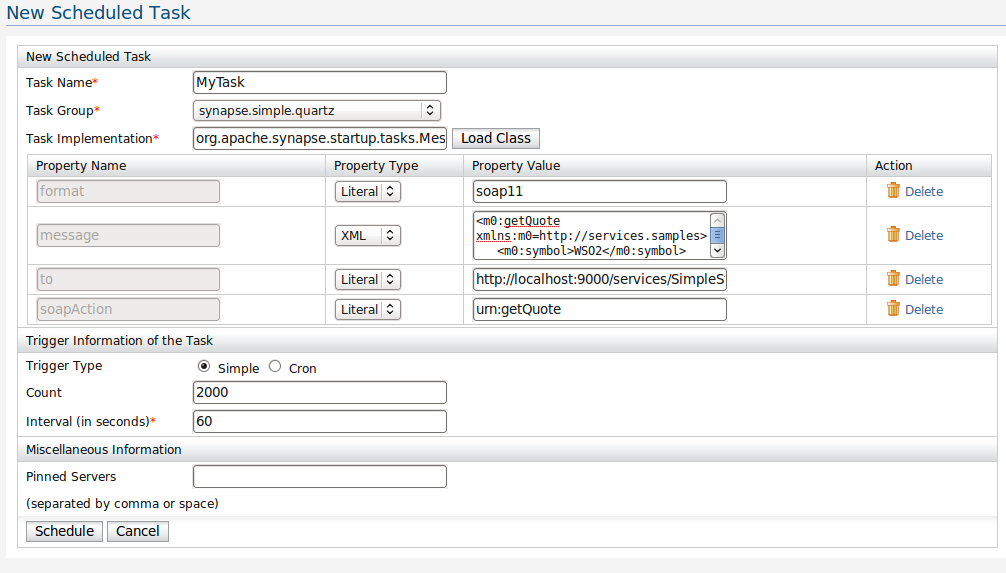 New Scheduled Task
New Scheduled Task
Task Name* MyTask
Task Group* synapse.simple.quartz
Task Implementation* org.apache.synapse.startup.tasks.Mes Load Class
Property Name Property Type Property Value Action
format Literal soap11 Delete
message XML <m0:getQuote
xmlns:m0=http://services.samples>
<m0:symbol>WSO2</m0:symbol> Delete
to Literal http://localhost:9000/services/SimpleS Delete
soapAction Literal urn:getQuote Delete
Trigger Information of the Task
Trigger Type Simple Cron
Count 2000
Interval (in seconds)* 60
Miscellaneous Information
Pinned Servers
(separated by comma or space)
Schedule Cancel